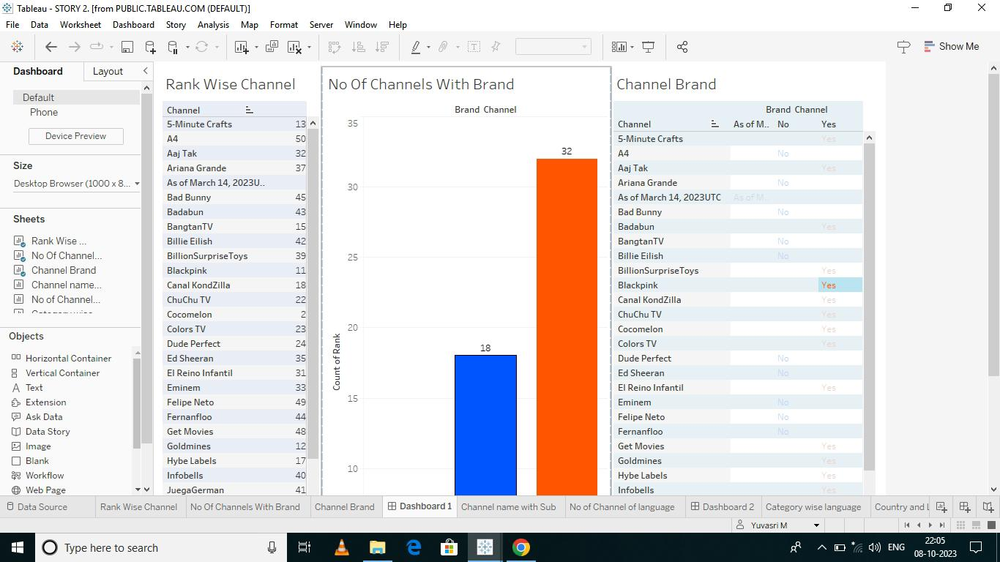 Tableau - STORY 2. [from PUBLIC.TABLEAU.COM (DEFAULT)]
File Data Worksheet Dashboard Story Analysis Map Format Server Window Help
Show Me
Dashboard Layout
Default
Phone
Device Preview
Size
Desktop Browser (1000 x 8...
Sheets
Rank Wise ...
No Of Channel...
Channel Brand
Channel name...
No of Channel...
Category wise
Objects
Horizontal Container
Vertical Container
Text
Extension
Ask Data
Data Story
Image
Blank
Workflow
Web Page
Rank Wise Channel
Channel
5-Minute Crafts 13
A4 50
Aaj Tak 32
Ariana Grande 37
As of March 14, 2023U..
Bad Bunny 45
Badabun 43
BangtanTV 15
Billie Eilish 42
BillionSurpriseToys 39
Blackpink 11
Canal KondZilla 18
ChuChu TV 22
Cocomelon 2
Colors TV 23
Dude Perfect 24
Ed Sheeran 35
El Reino Infantil 31
Eminem 33
Felipe Neto 49
Fernanfloo 44
Get Movies 48
Goldmines 12
Hybe Labels 17
Infobells 40
JuegaGerman 41
No Of Channels With Brand
Brand Channel
35
30
25
20
15
10
Count of Rank
18
32
Channel Brand
Brand Channel
Channel As of M.. No Yes
5-Minute Crafts Yes
A4 No
Aaj Tak Yes
Ariana Grande No
As of March 14, 2023UTC As of M..
Bad Bunny No
Badabun Yes
BangtanTV No
Billie Eilish No
BillionSurpriseToys Yes
Blackpink Yes
Canal KondZilla Yes
ChuChu TV Yes
Cocomelon Yes
Colors TV Yes
Dude Perfect No
Ed Sheeran No
El Reino Infantil Yes
Eminem No
Felipe Neto No
Fernanfloo No
Get Movies Yes
Goldmines Yes
Hybe Labels Yes
Infobells Yes
Data Source Rank Wise Channel No Of Channels With Brand Channel Brand Dashboard 1 Channel name with Sub No of Channel of language Dashboard 2 Category wise language Country and L
Yuvasri M
Type here to search
ENG
22:05
08-10-2023